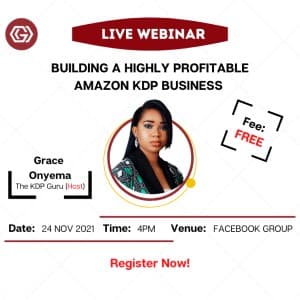 LIVE WEBINAR
BUILDING A HIGHLY PROFITABLE
AMAZON KDP BUSINESS
Fee:
FREE
Grace
Onyema
The KDP Guru (Host)
Date: 24 NOV 2021 Time: 4PM Venue: FACEBOOK GROUP
Register Now!